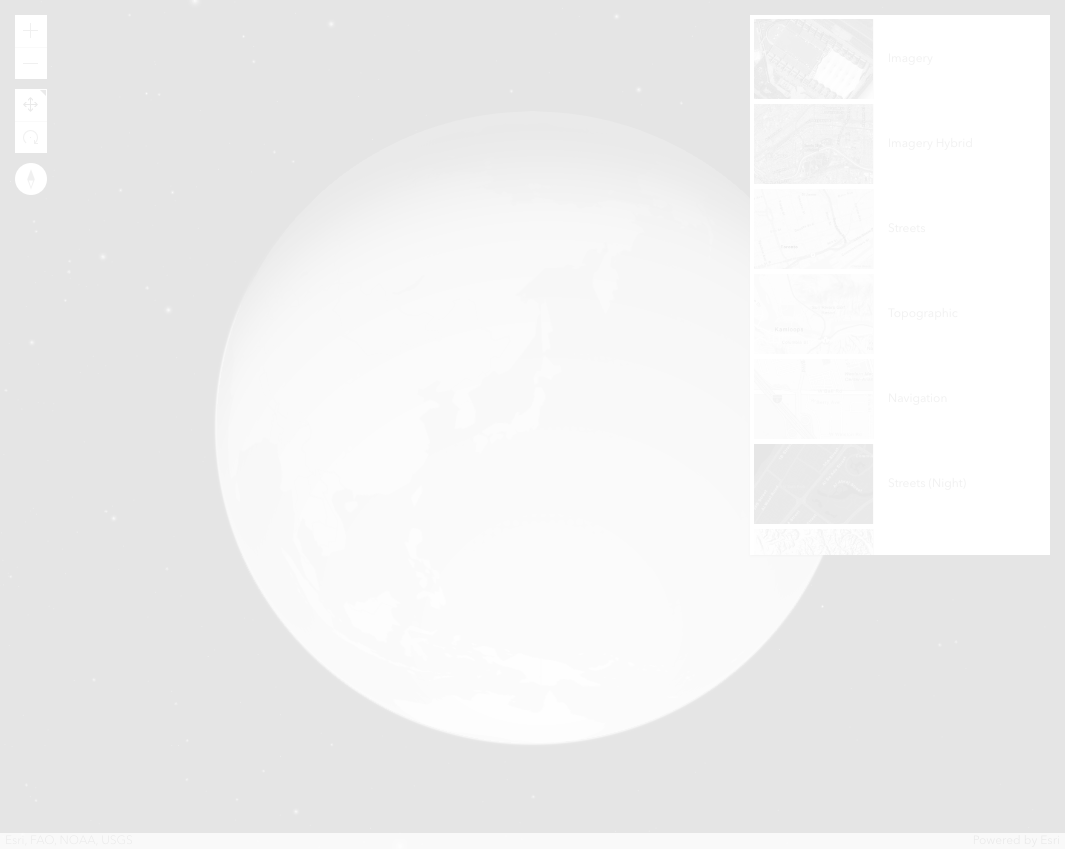 Imagery
Imagery Hybrid
Streets
Topographic
Navigation
Streets (Night)
Esri, FAO, NOAA, USGS
Powered by Esri